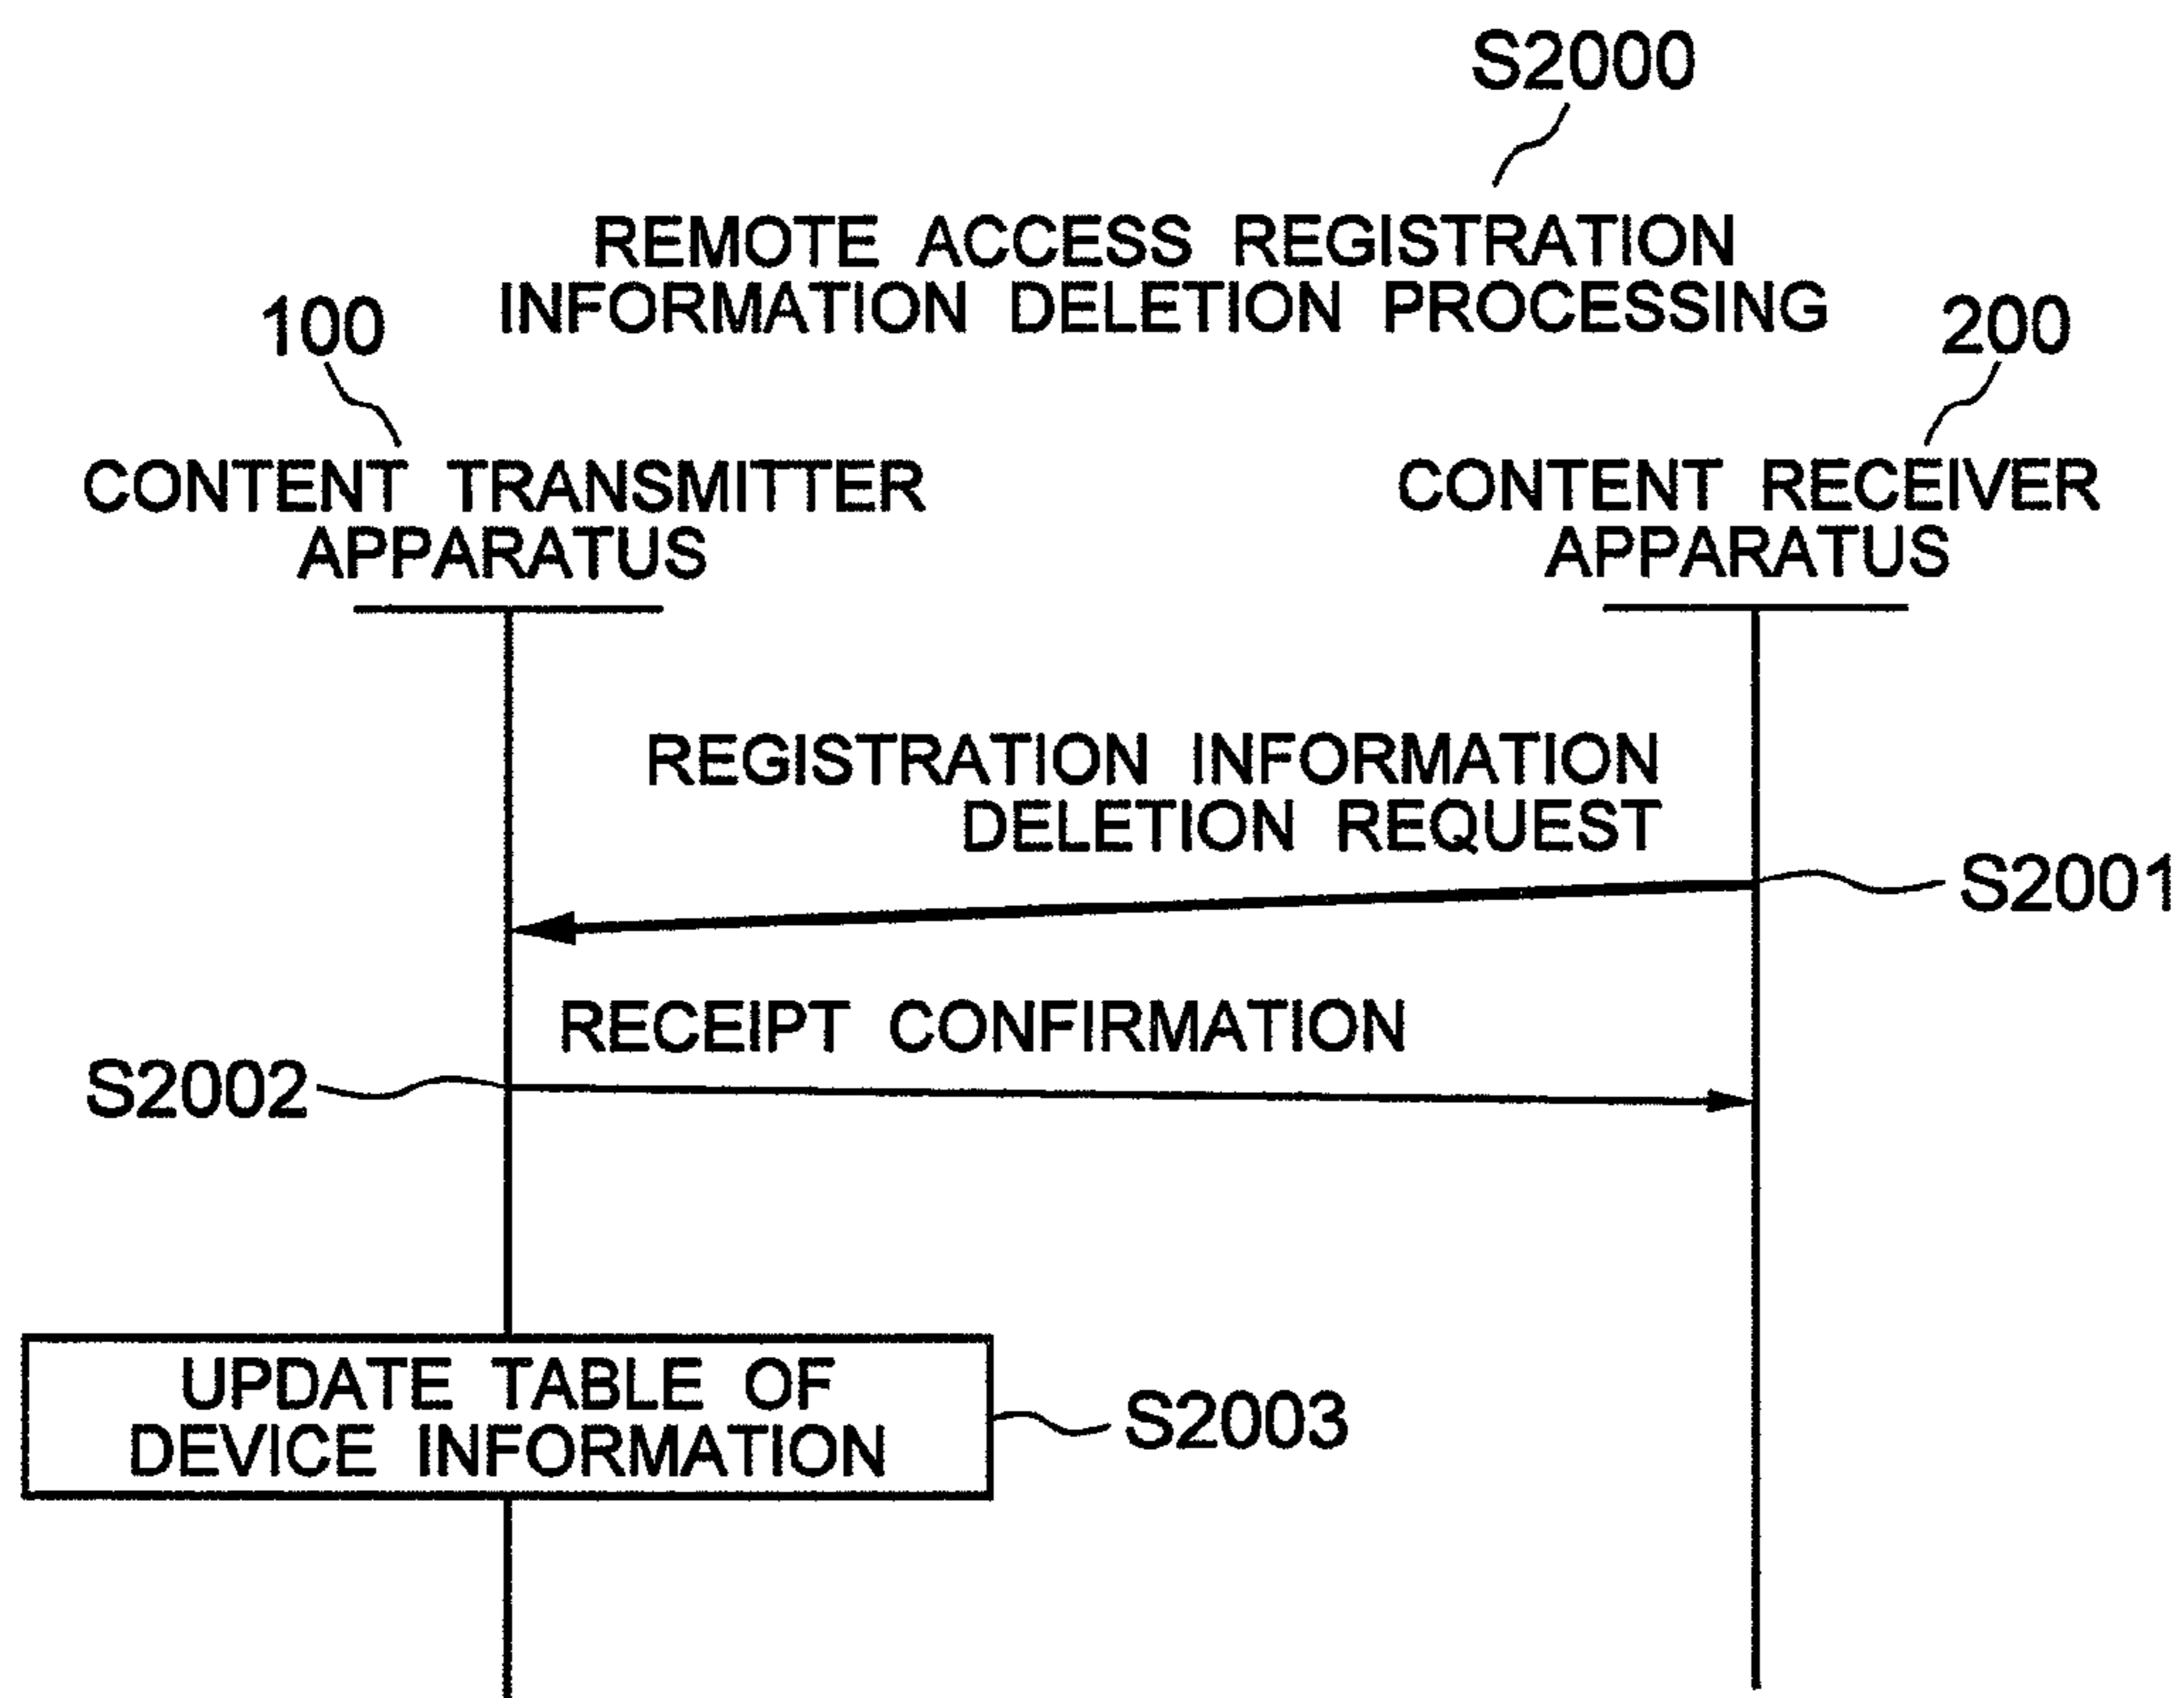 S2000
REMOTE ACCESS REGISTRATION
INFORMATION DELETION PROCESSING
100
200
CONTENT TRANSMITTER
APPARATUS
CONTENT RECEIVER
APPARATUS
REGISTRATION INFORMATION
DELETION REQUEST
S2001
RECEIPT CONFIRMATION
S2002
UPDATE TABLE OF
DEVICE INFORMATION
S2003